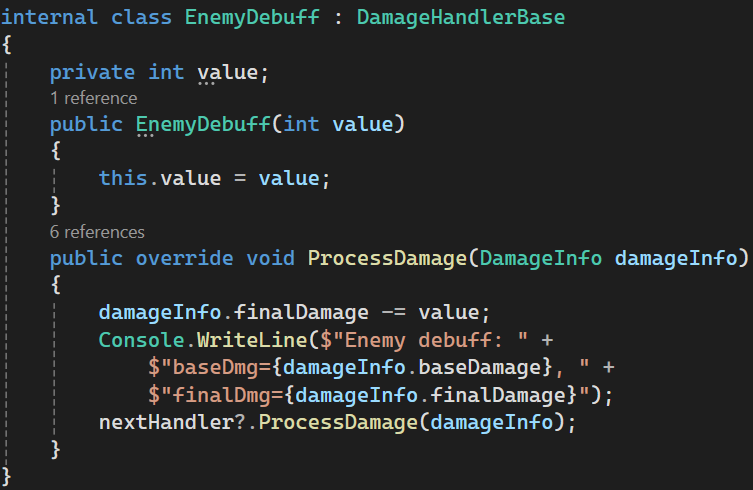 internal class EnemyDebuff : DamageHandlerBase
{
    private int value;
    1 reference
    public EnemyDebuff(int value)
    {
        this.value = value;
    }
    6 references
    public override void ProcessDamage(DamageInfo damageInfo)
    {
        damageInfo.finalDamage -= value;
        Console.WriteLine($"Enemy debuff: " +
            $"baseDmg={damageInfo.baseDamage}, " +
            $"finalDmg={damageInfo.finalDamage}");
        nextHandler?.ProcessDamage(damageInfo);
    }
}